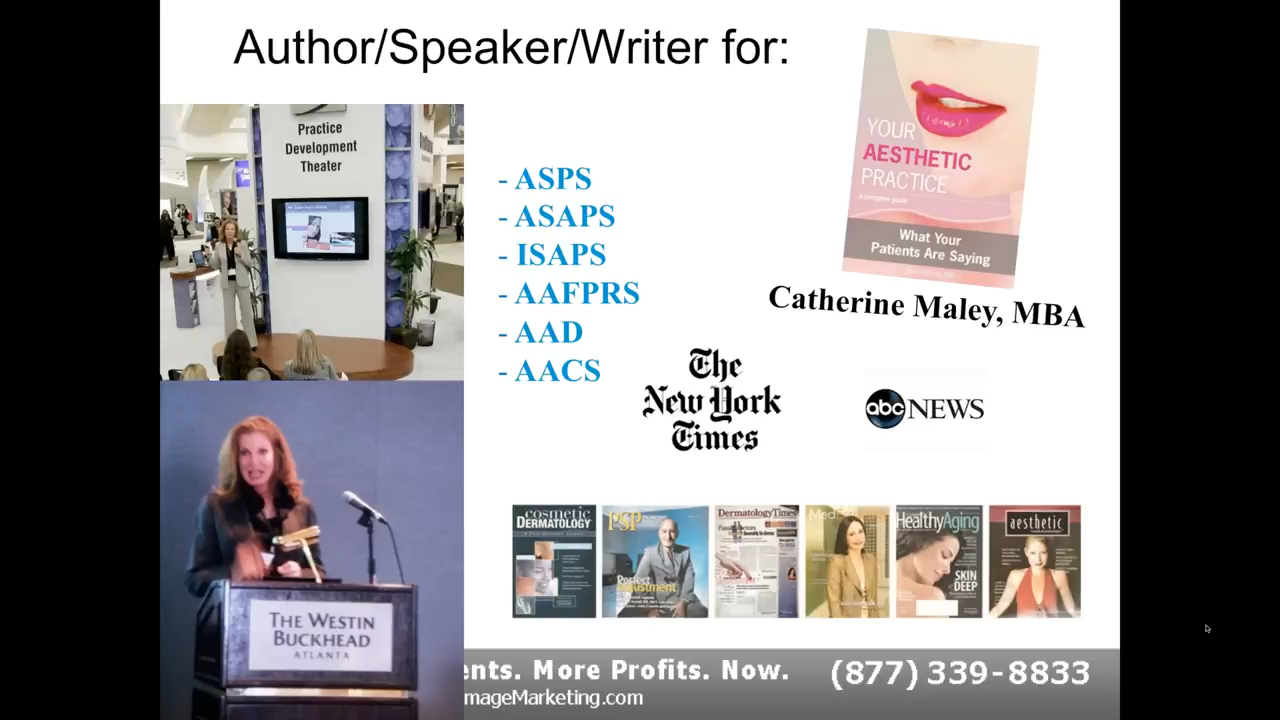 Author/Speaker/Writer for:
Practice
Development
Theater
- ASPS
- ASAPS
- ISAPS
- AAFPRS
- AAD
- AACS
YOUR
AESTHETIC
PRACTICE
a complete guide
What Your
Patients Are Saying
Catherine Maley, MBA
The
New York
Times
abc NEWS
cosmetic
DERMATOLOGY
PSP
Perfect
Adjustment
DermatologyTimes
HealthyAging
SKIN
DEEP
aesthetic
THE WESTIN
BUCKHEAD
ATLANTA
ents. More Profits. Now.
(877) 339-8833
mageMarketing.com